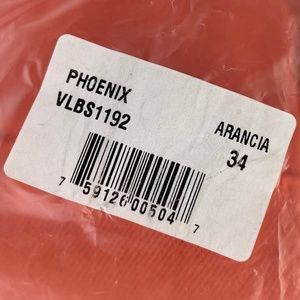 PHOENIX
VLBS1192
ARANCIA
34
7 59126 00504 7